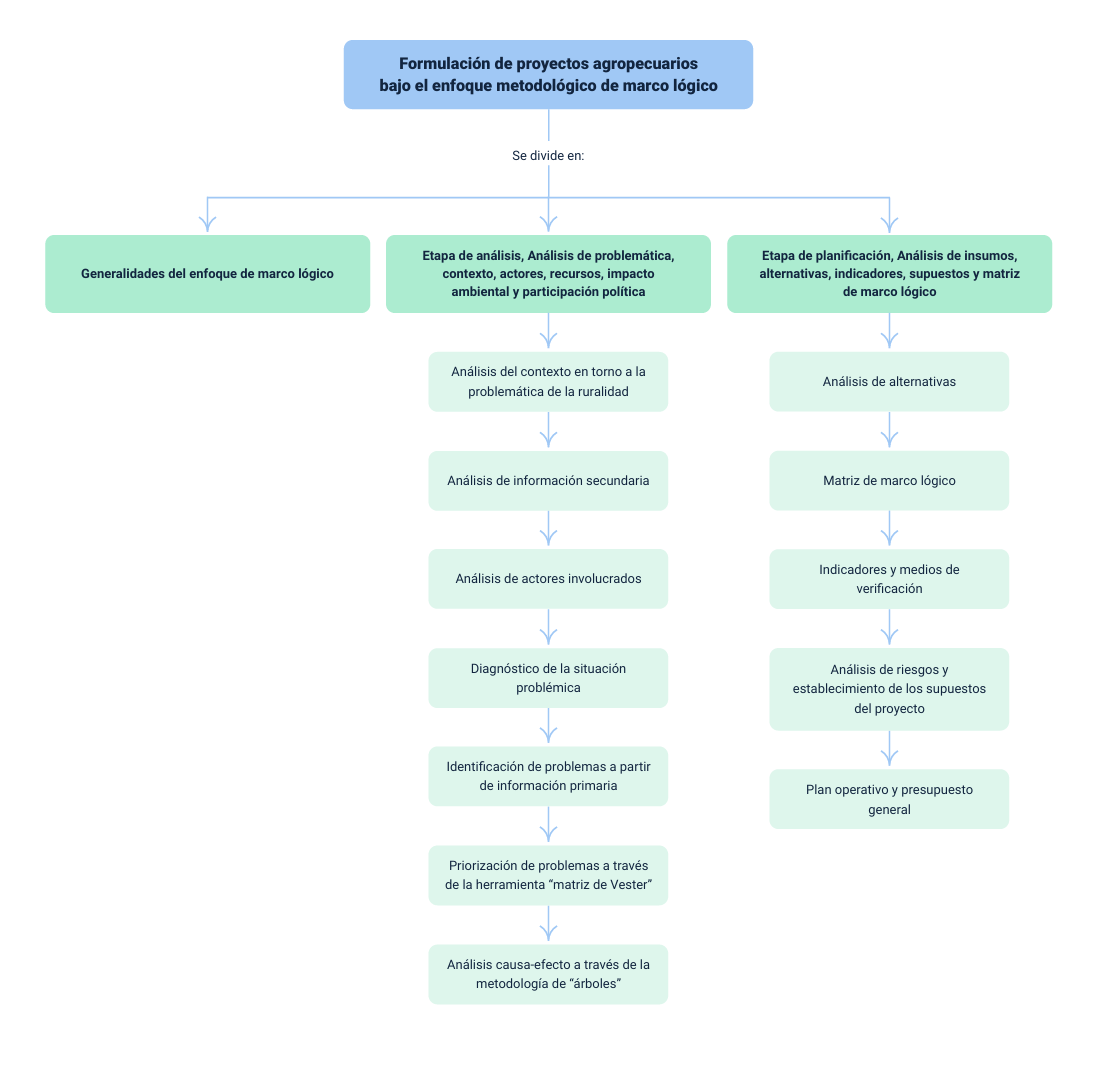 Formulación de proyectos agropecuarios
bajo el enfoque metodológico de marco lógico
Se divide en:
Generalidades del enfoque de marco lógico
Etapa de análisis, Análisis de problemática,
contexto, actores, recursos, impacto
ambiental y participación política
Análisis del contexto en torno a la
problemática de la ruralidad
Análisis de información secundaria
Análisis de actores involucrados
Diagnóstico de la situación
problémica
Identificación de problemas a partir
de información primaria
Priorización de problemas a través
de la herramienta “matriz de Vester”
Análisis causa-efecto a través de la
metodología de “árboles”
Etapa de planificación, Análisis de insumos,
alternativas, indicadores, supuestos y matriz
de marco lógico
Análisis de alternativas
Matriz de marco lógico
Indicadores y medios de
verificación
Análisis de riesgos y
establecimiento de los supuestos
del proyecto
Plan operativo y presupuesto
general